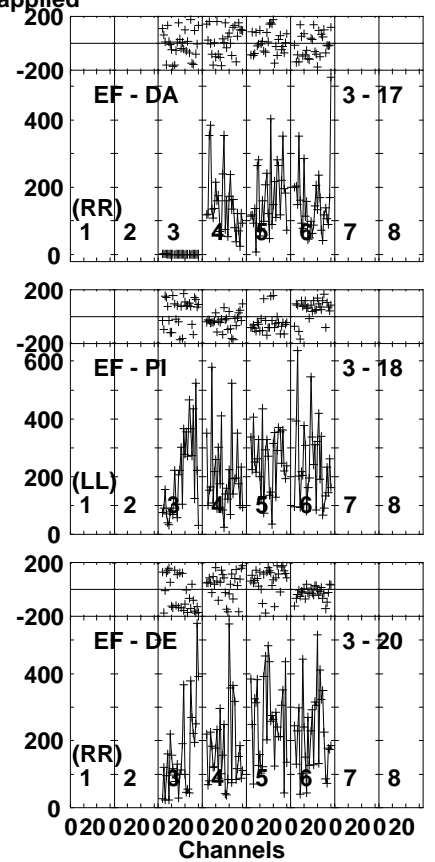 applied
200
-200
EF - DA 3 - 17
400
200
(RR)
1 2 3 4 5 6 7 8
0
200
-200
600
EF - PI 3 - 18
400
200
(LL)
1 2 3 4 5 6 7 8
0
200
-200
EF - DE 3 - 20
400
200
(RR)
1 2 3 4 5 6 7 8
0
0 20 0 20 0 20 0 20 0 20 0 20 0 20 0 20
Channels